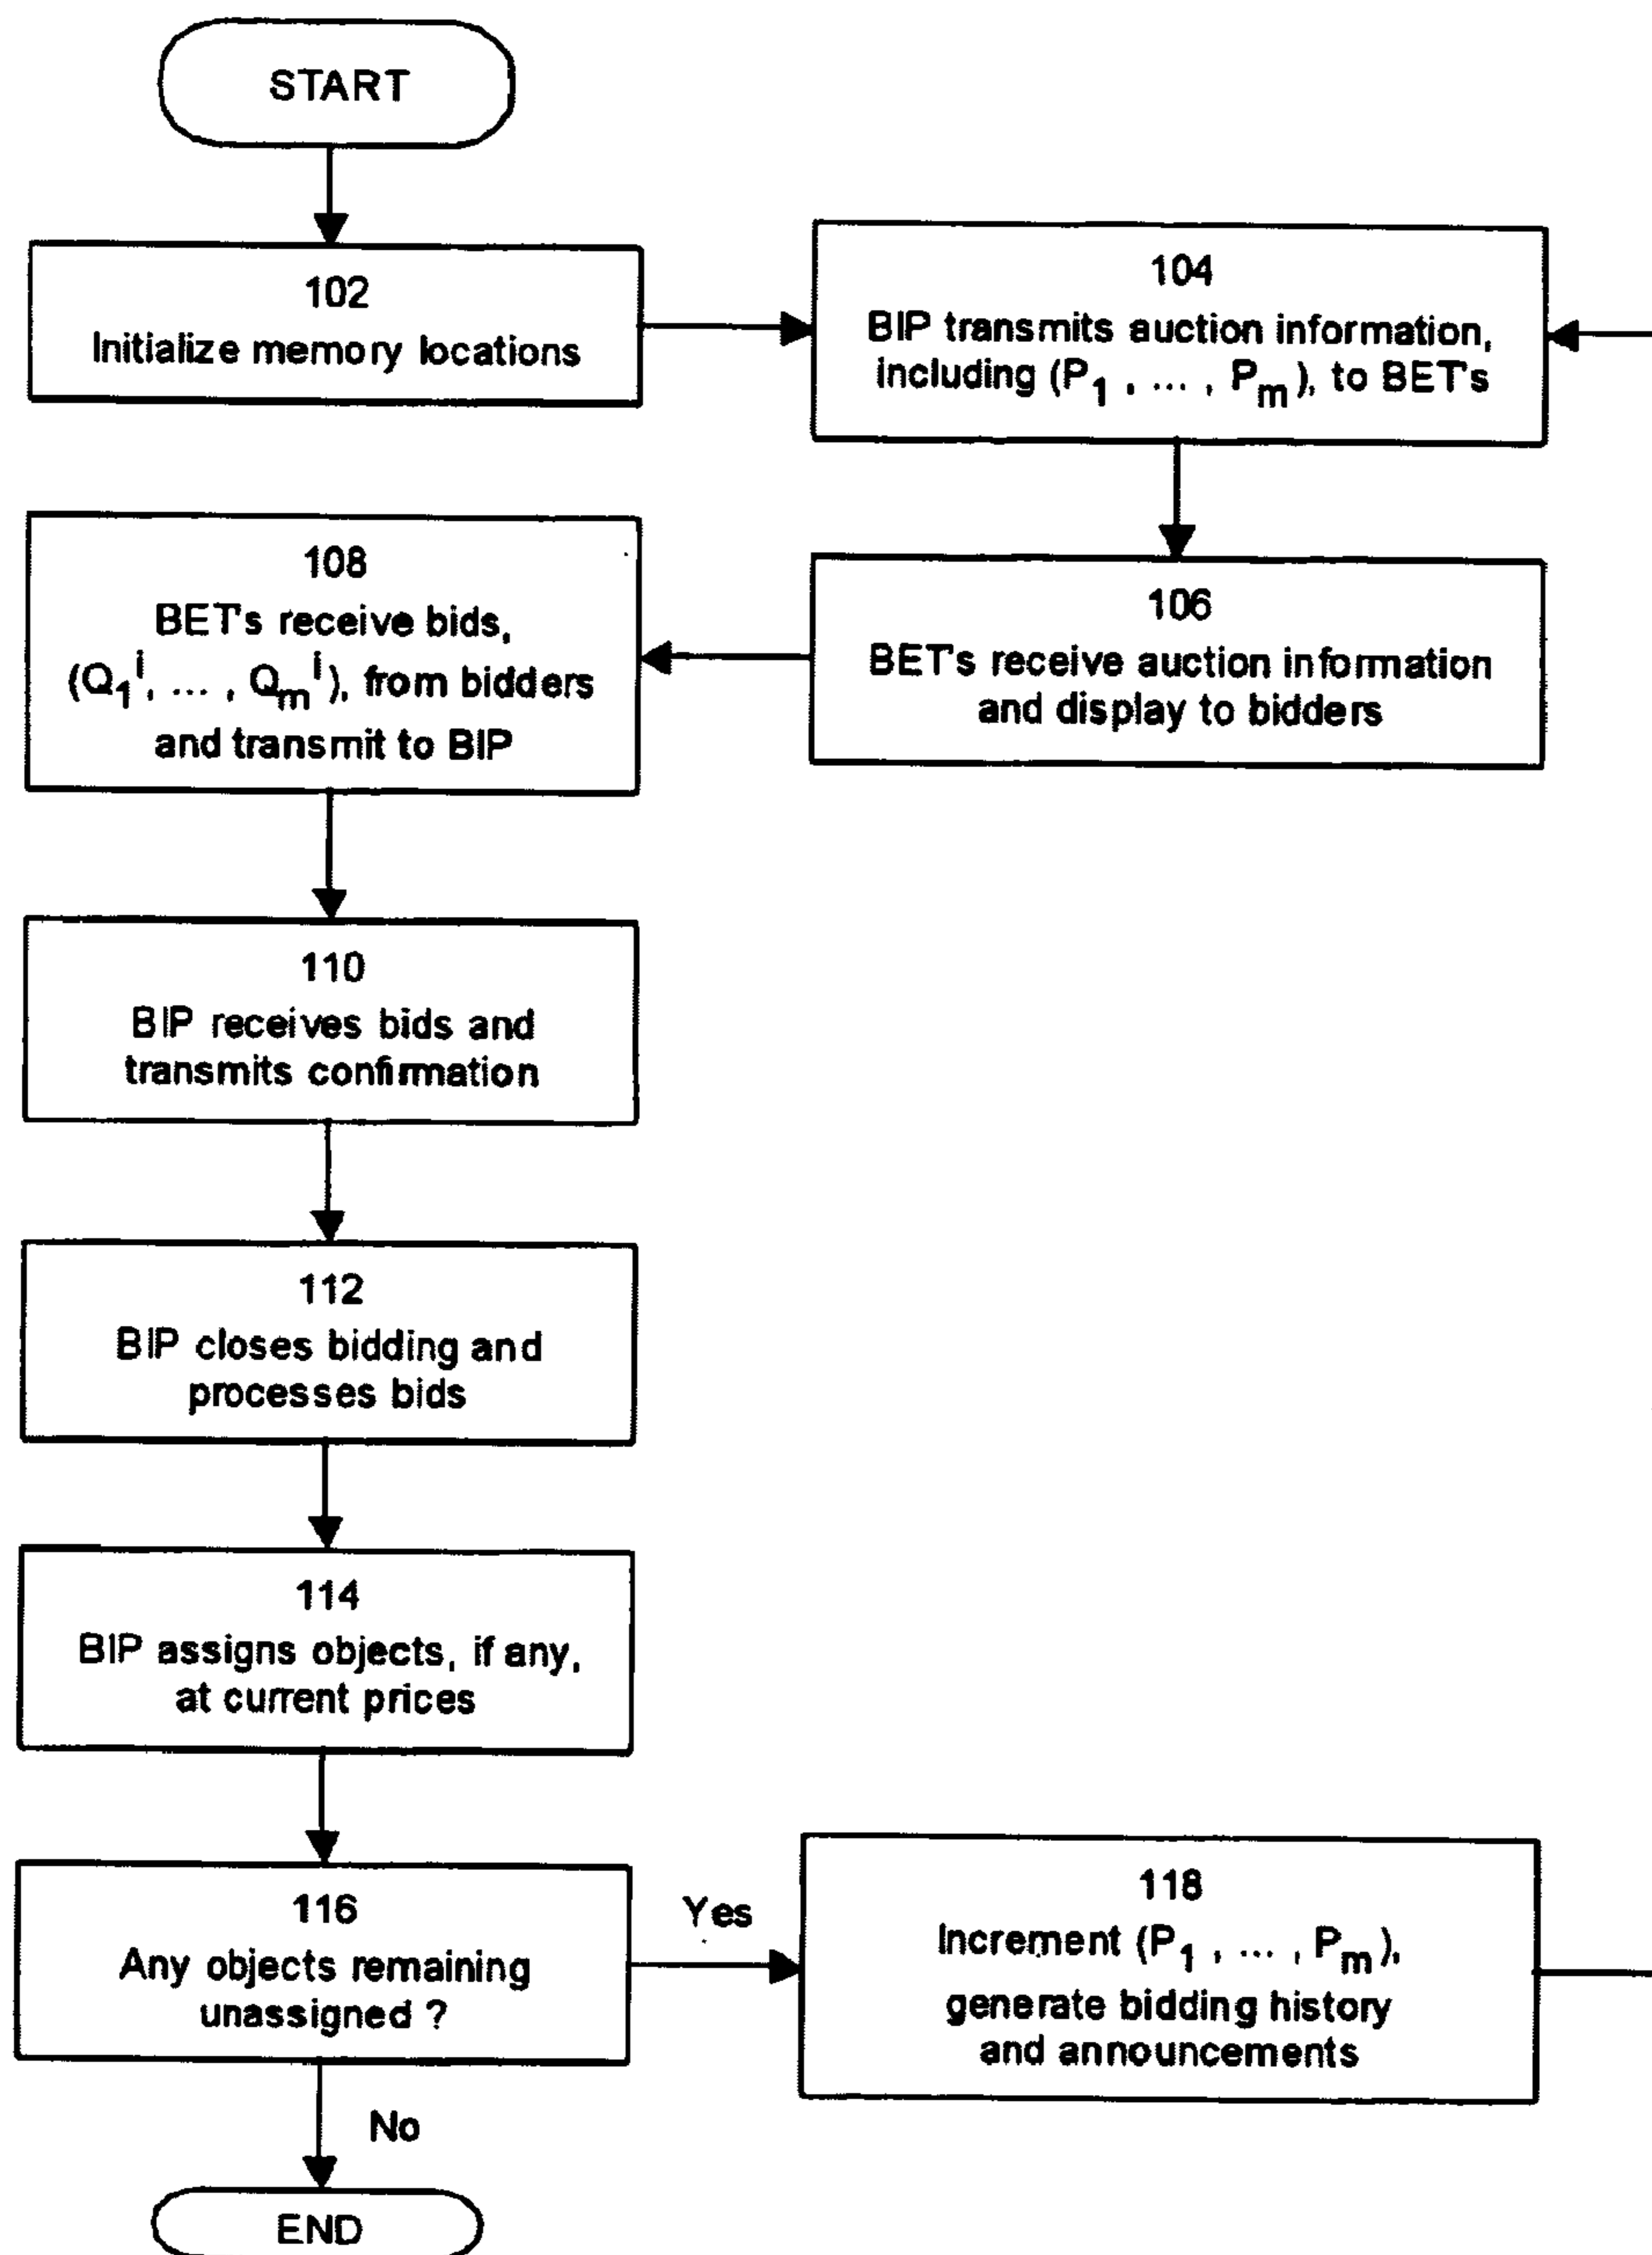 START
102
Initialize memory locations
104
BIP transmits auction information,
including (P₁ , ... , Pₘ), to BET's
106
BET's receive auction information
and display to bidders
108
BET's receive bids,
(Q₁ⁱ, ... , Qₘⁱ), from bidders
and transmit to BIP
110
BIP receives bids and
transmits confirmation
112
BIP closes bidding and
processes bids
114
BIP assigns objects, if any,
at current prices
116
Any objects remaining
unassigned ?
Yes
118
Increment (P₁ , ... , Pₘ),
generate bidding history
and announcements
No
END